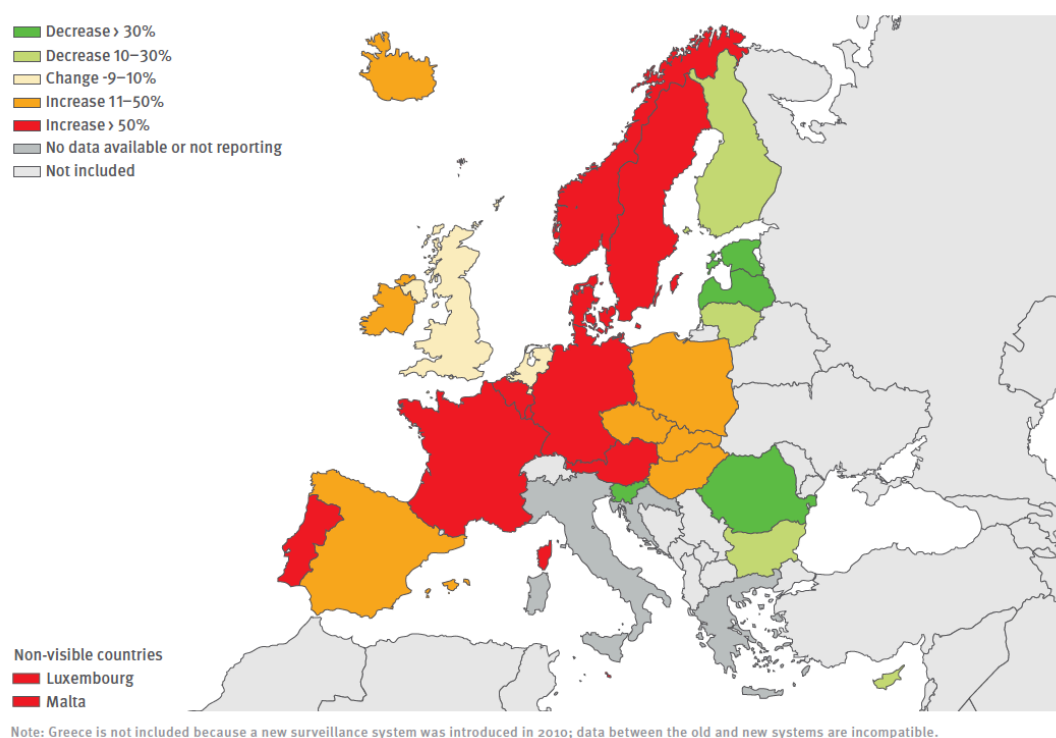 Decrease > 30%
Decrease 10–30%
Change -9–10%
Increase 11–50%
Increase > 50%
No data available or not reporting
Not included
Non-visible countries
Luxembourg
Malta
Note: Greece is not included because a new surveillance system was introduced in 2010; data between the old and new systems are incompatible.